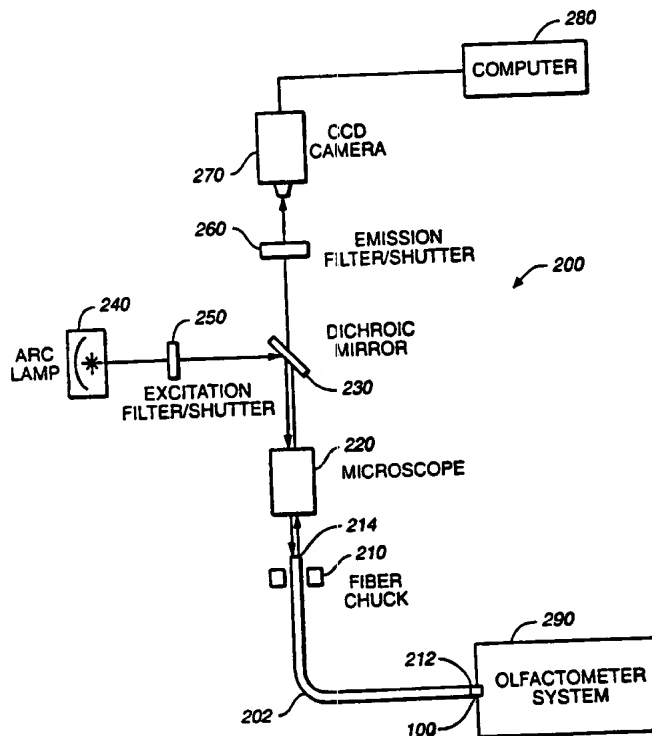 280
COMPUTER
CCD
CAMERA
270
260
EMISSION
FILTER/SHUTTER
200
240
250
DICHROIC
MIRROR
ARC
LAMP
230
EXCITATION
FILTER/SHUTTER
220
MICROSCOPE
214
210
FIBER
CHUCK
290
212
OLFACTOMETER
SYSTEM
202
100